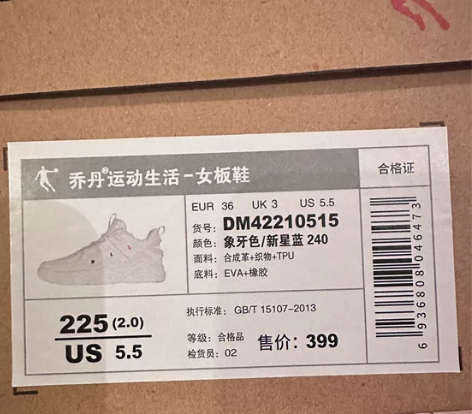 乔丹®运动生活-女板鞋
合格证
EUR 36 UK 3 US 5.5
货号: DM42210515
颜色: 象牙色/新星蓝 240
面料: 合成革+织物+TPU
底料: EVA+橡胶
225 (2.0)
US 5.5
执行标准: GB/T 15107-2013
等级: 合格品
检货员: 02
售价: 399
6 936808 046473